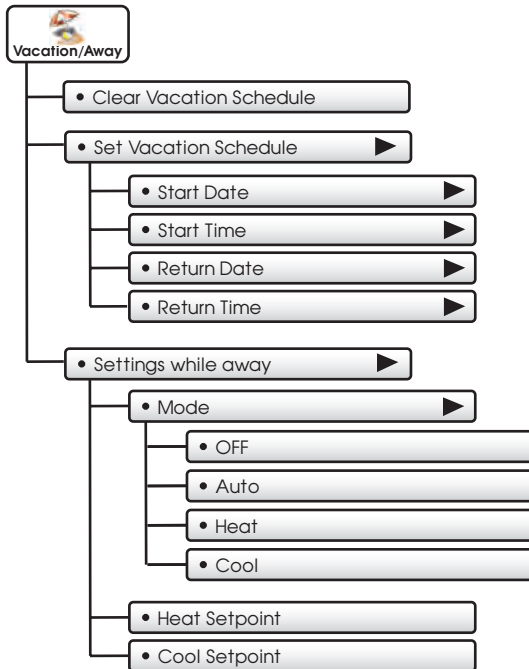 Vacation/Away
• Clear Vacation Schedule
• Set Vacation Schedule
• Start Date
• Start Time
• Return Date
• Return Time
• Settings while away
• Mode
• OFF
• Auto
• Heat
• Cool
• Heat Setpoint
• Cool Setpoint